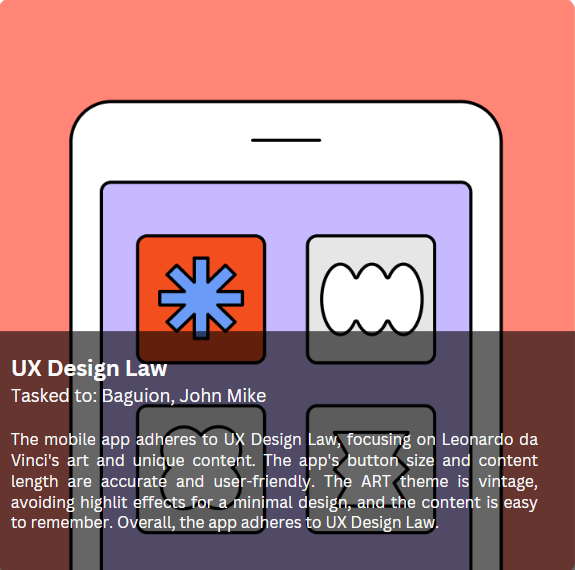 UX Design Law
Tasked to: Baguion, John Mike
The mobile app adheres to UX Design Law, focusing on Leonardo da
Vinci's art and unique content. The app's button size and content
length are accurate and user-friendly. The ART theme is vintage,
avoiding highlit effects for a minimal design, and the content is easy
to remember. Overall, the app adheres to UX Design Law.